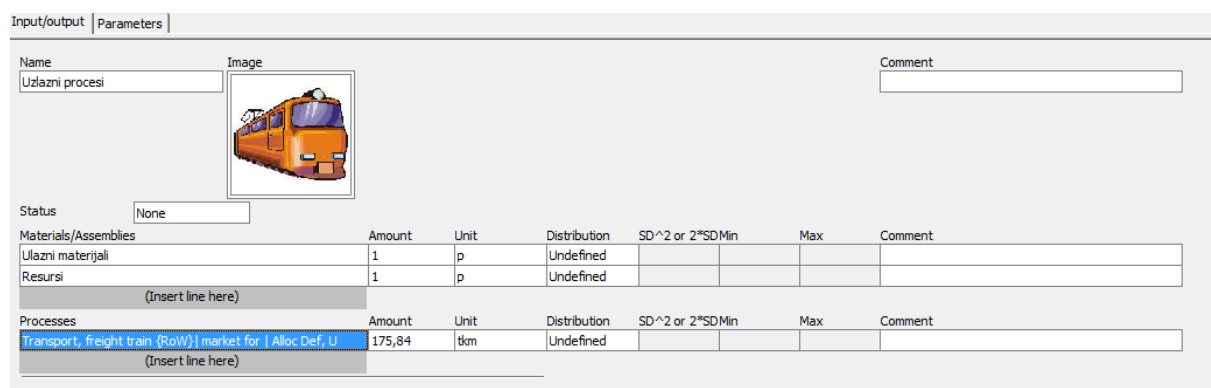 Input/output Parameters
Name Image Comment
Uzlazni procesi
Status None
Materials/Assemblies Amount Unit Distribution SD^2 or 2*SD Min Max Comment
Ulazni materijali 1 p Undefined
Resursi 1 p Undefined
(Insert line here)
Processes Amount Unit Distribution SD^2 or 2*SD Min Max Comment
Transport, freight train {RoW}| market for | Alloc Def, U 175,84 tkm Undefined
(Insert line here)